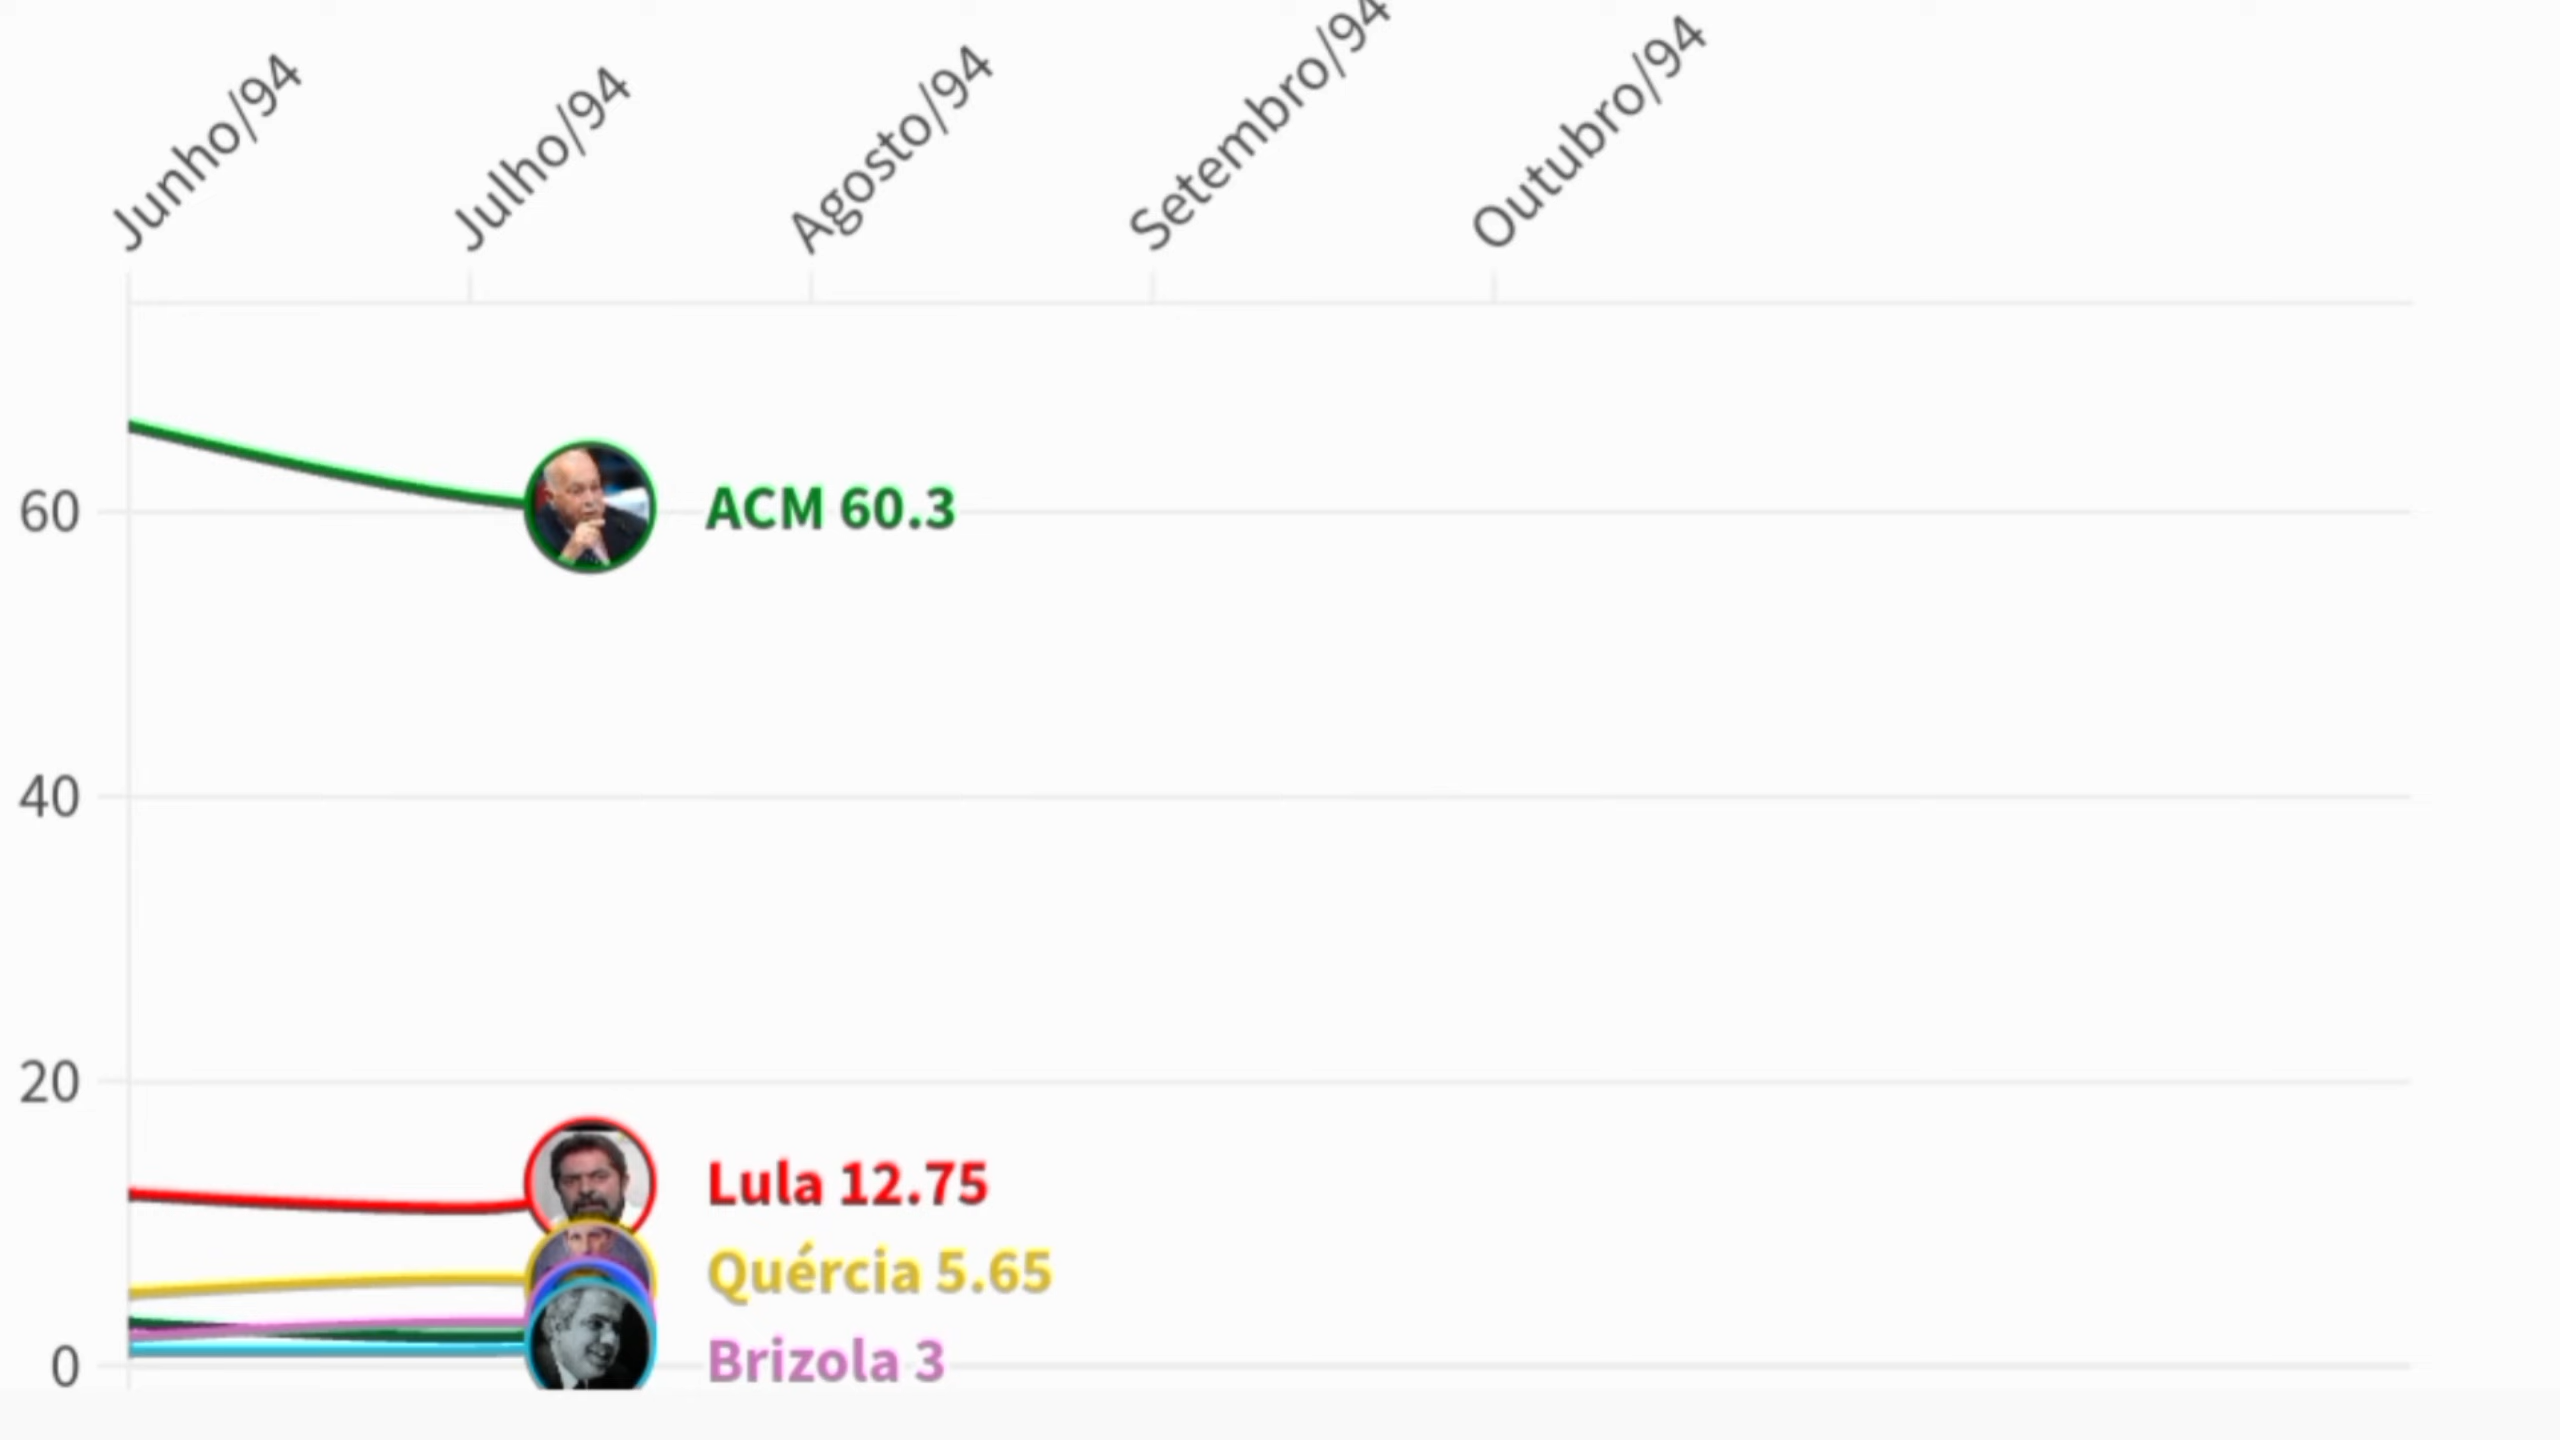 Junho/94
Julho/94
Agosto/94
Setembro/94
Outubro/94
60
ACM 60.3
40
20
Lula 12.75
Quércia 5.65
0
Brizola 3